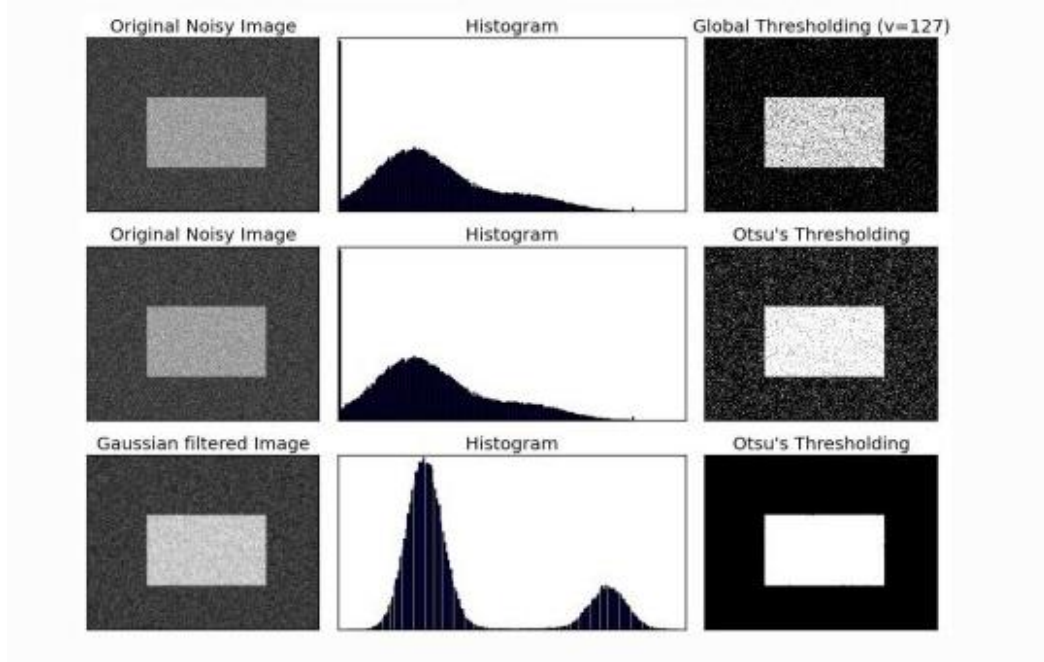 Original Noisy Image
Histogram
Global Thresholding (v=127)
Original Noisy Image
Histogram
Otsu's Thresholding
Gaussian filtered Image
Histogram
Otsu's Thresholding